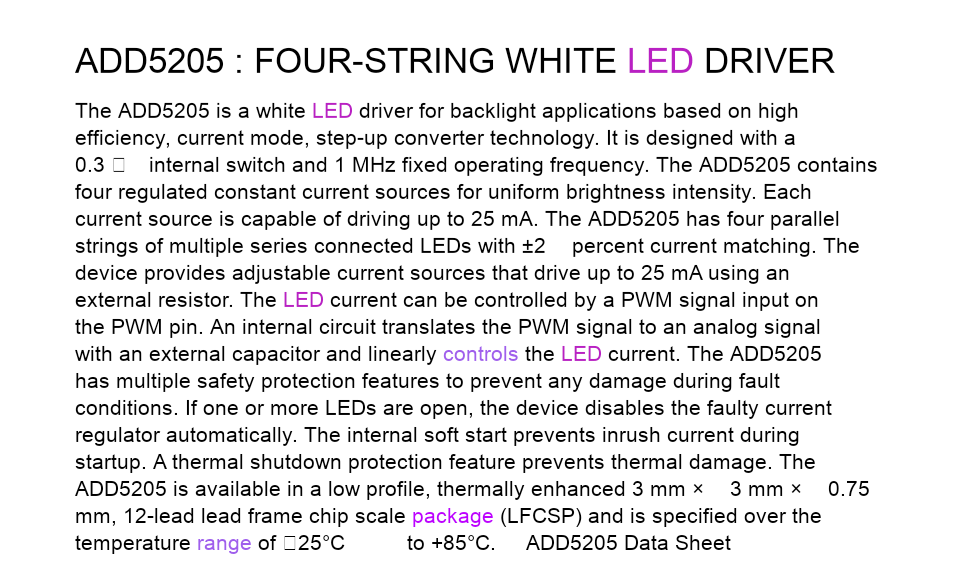 ADD5205 : FOUR-STRING WHITE LED DRIVER
The ADD5205 is a white LED driver for backlight applications based on high
efficiency, current mode, step-up converter technology. It is designed with a
0.3 □ internal switch and 1 MHz fixed operating frequency. The ADD5205 contains
four regulated constant current sources for uniform brightness intensity. Each
current source is capable of driving up to 25 mA. The ADD5205 has four parallel
strings of multiple series connected LEDs with ±2 percent current matching. The
device provides adjustable current sources that drive up to 25 mA using an
external resistor. The LED current can be controlled by a PWM signal input on
the PWM pin. An internal circuit translates the PWM signal to an analog signal
with an external capacitor and linearly controls the LED current. The ADD5205
has multiple safety protection features to prevent any damage during fault
conditions. If one or more LEDs are open, the device disables the faulty current
regulator automatically. The internal soft start prevents inrush current during
startup. A thermal shutdown protection feature prevents thermal damage. The
ADD5205 is available in a low profile, thermally enhanced 3 mm × 3 mm × 0.75
mm, 12-lead lead frame chip scale package (LFCSP) and is specified over the
temperature range of □25°C to +85°C. ADD5205 Data Sheet